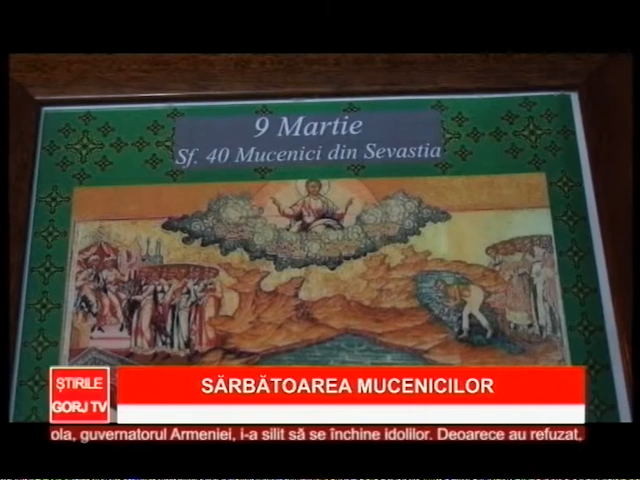 9 Martie
Sf. 40 Mucenici din Sevastia
ȘTIRILE
GORJ TV
SĂRBĂTOAREA MUCENICILOR
ola, guvernatorul Armeniei, i-a silit să se închine idolilor. Deoarece au refuzat,